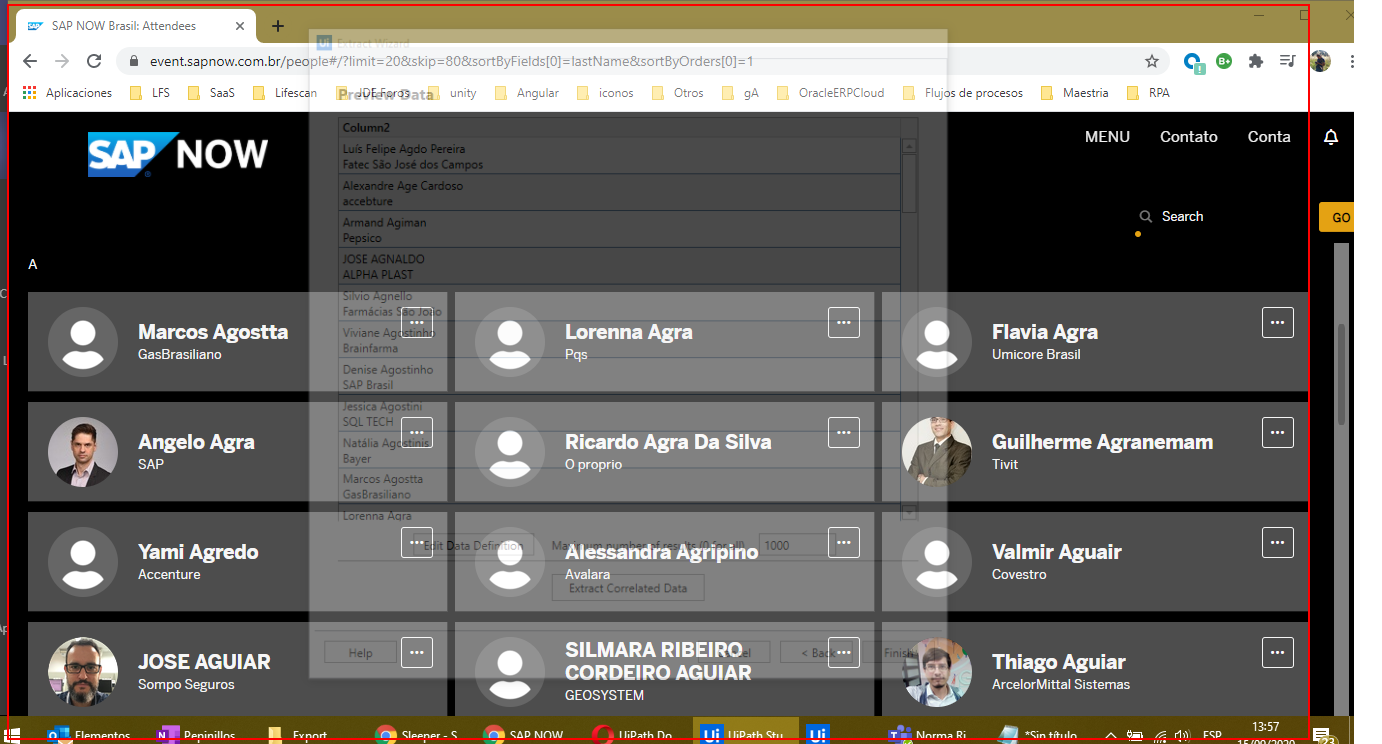 SAP NOW Brasil: Attendees
Extract Wizard
event.sapnow.com.br/people#/?limit=20&skip=80&sortByFields[0]=lastName&sortByOrders[0]=1
Aplicaciones LFS SaaS Lifescan JDE Foros unity Angular iconos Otros gA OracleERPCloud Flujos de procesos Maestria RPA
Preview Data
SAP NOW
MENU Contato Conta
Search
GO
A
Column2
Luís Felipe Agdo Pereira
Fatec São José dos Campos
Alexandre Age Cardoso
accebture
Armand Agiman
Pepsico
JOSE AGNALDO
ALPHA PLAST
Silvio Agnello
Farmácias São João
Viviane Agostinho
Brainfarma
Denise Agostinho
SAP Brasil
Jessica Agostini
SQL TECH
Natália Agostinis
Bayer
Marcos Agostta
GasBrasiliano
Lorenna Agra
Edit Data Definition Maximum number of results (0 for all) 1000
Extract Correlated Data
Help < Back Finish
Marcos Agostta
GasBrasiliano
Lorenna Agra
Pqs
Flavia Agra
Umicore Brasil
Angelo Agra
SAP
Ricardo Agra Da Silva
O proprio
Guilherme Agranemam
Tivit
Yami Agredo
Accenture
Alessandra Agripino
Avalara
Valmir Aguair
Covestro
JOSE AGUIAR
Sompo Seguros
SILMARA RIBEIRO
CORDEIRO AGUIAR
GEOSYSTEM
Thiago Aguiar
ArcelorMittal Sistemas
Elementos Pepinillos Export Sleeper - S SAP NOW UiPath Do UiPath Stu Norma Ri *Sin título ESP 13:57
15/09/2020 23